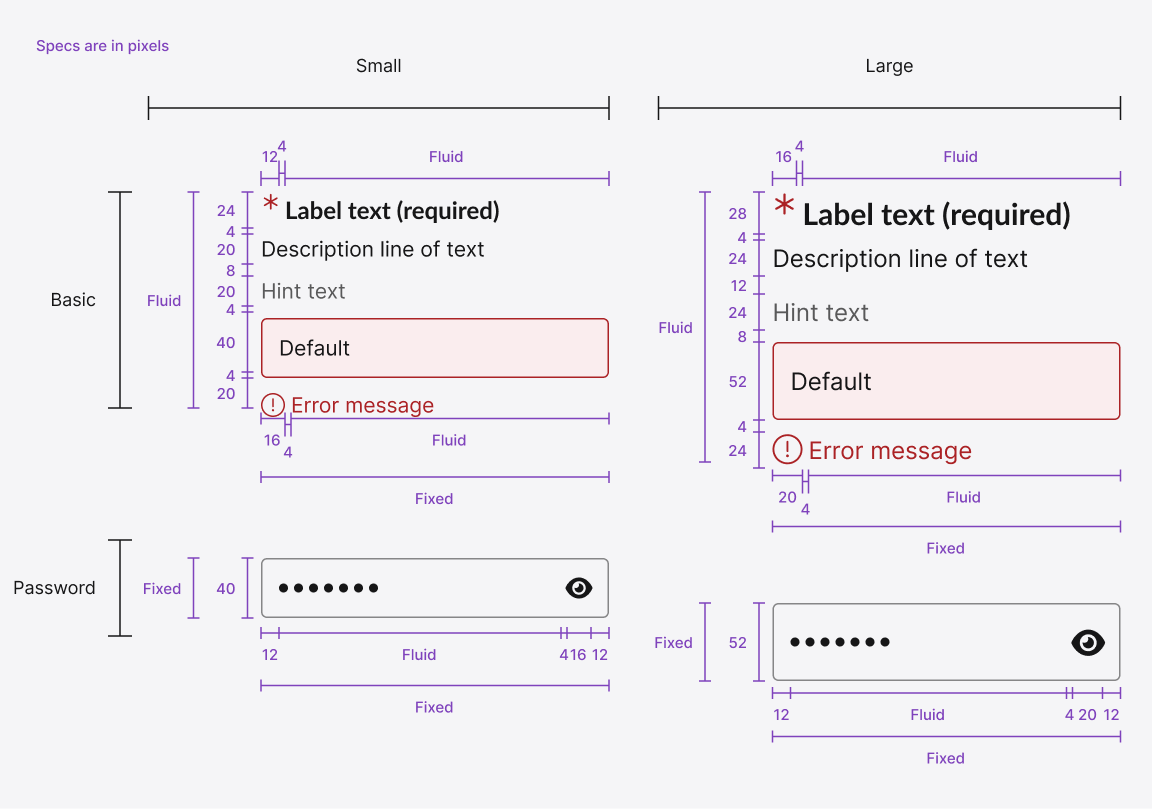 Specs are in pixels
Small
Large
12
4
Fluid
16
4
Fluid
24
* Label text (required)
4
20
Description line of text
8
20
Hint text
4
Basic
Fluid
40
Default
4
20
Error message
16
4
Fluid
Fixed
28
* Label text (required)
4
24
Description line of text
12
24
Hint text
8
Fluid
52
Default
4
24
Error message
20
4
Fluid
Fixed
Password
Fixed
40
12
Fluid
4
16
12
Fixed
Fixed
52
12
Fluid
4
20
12
Fixed